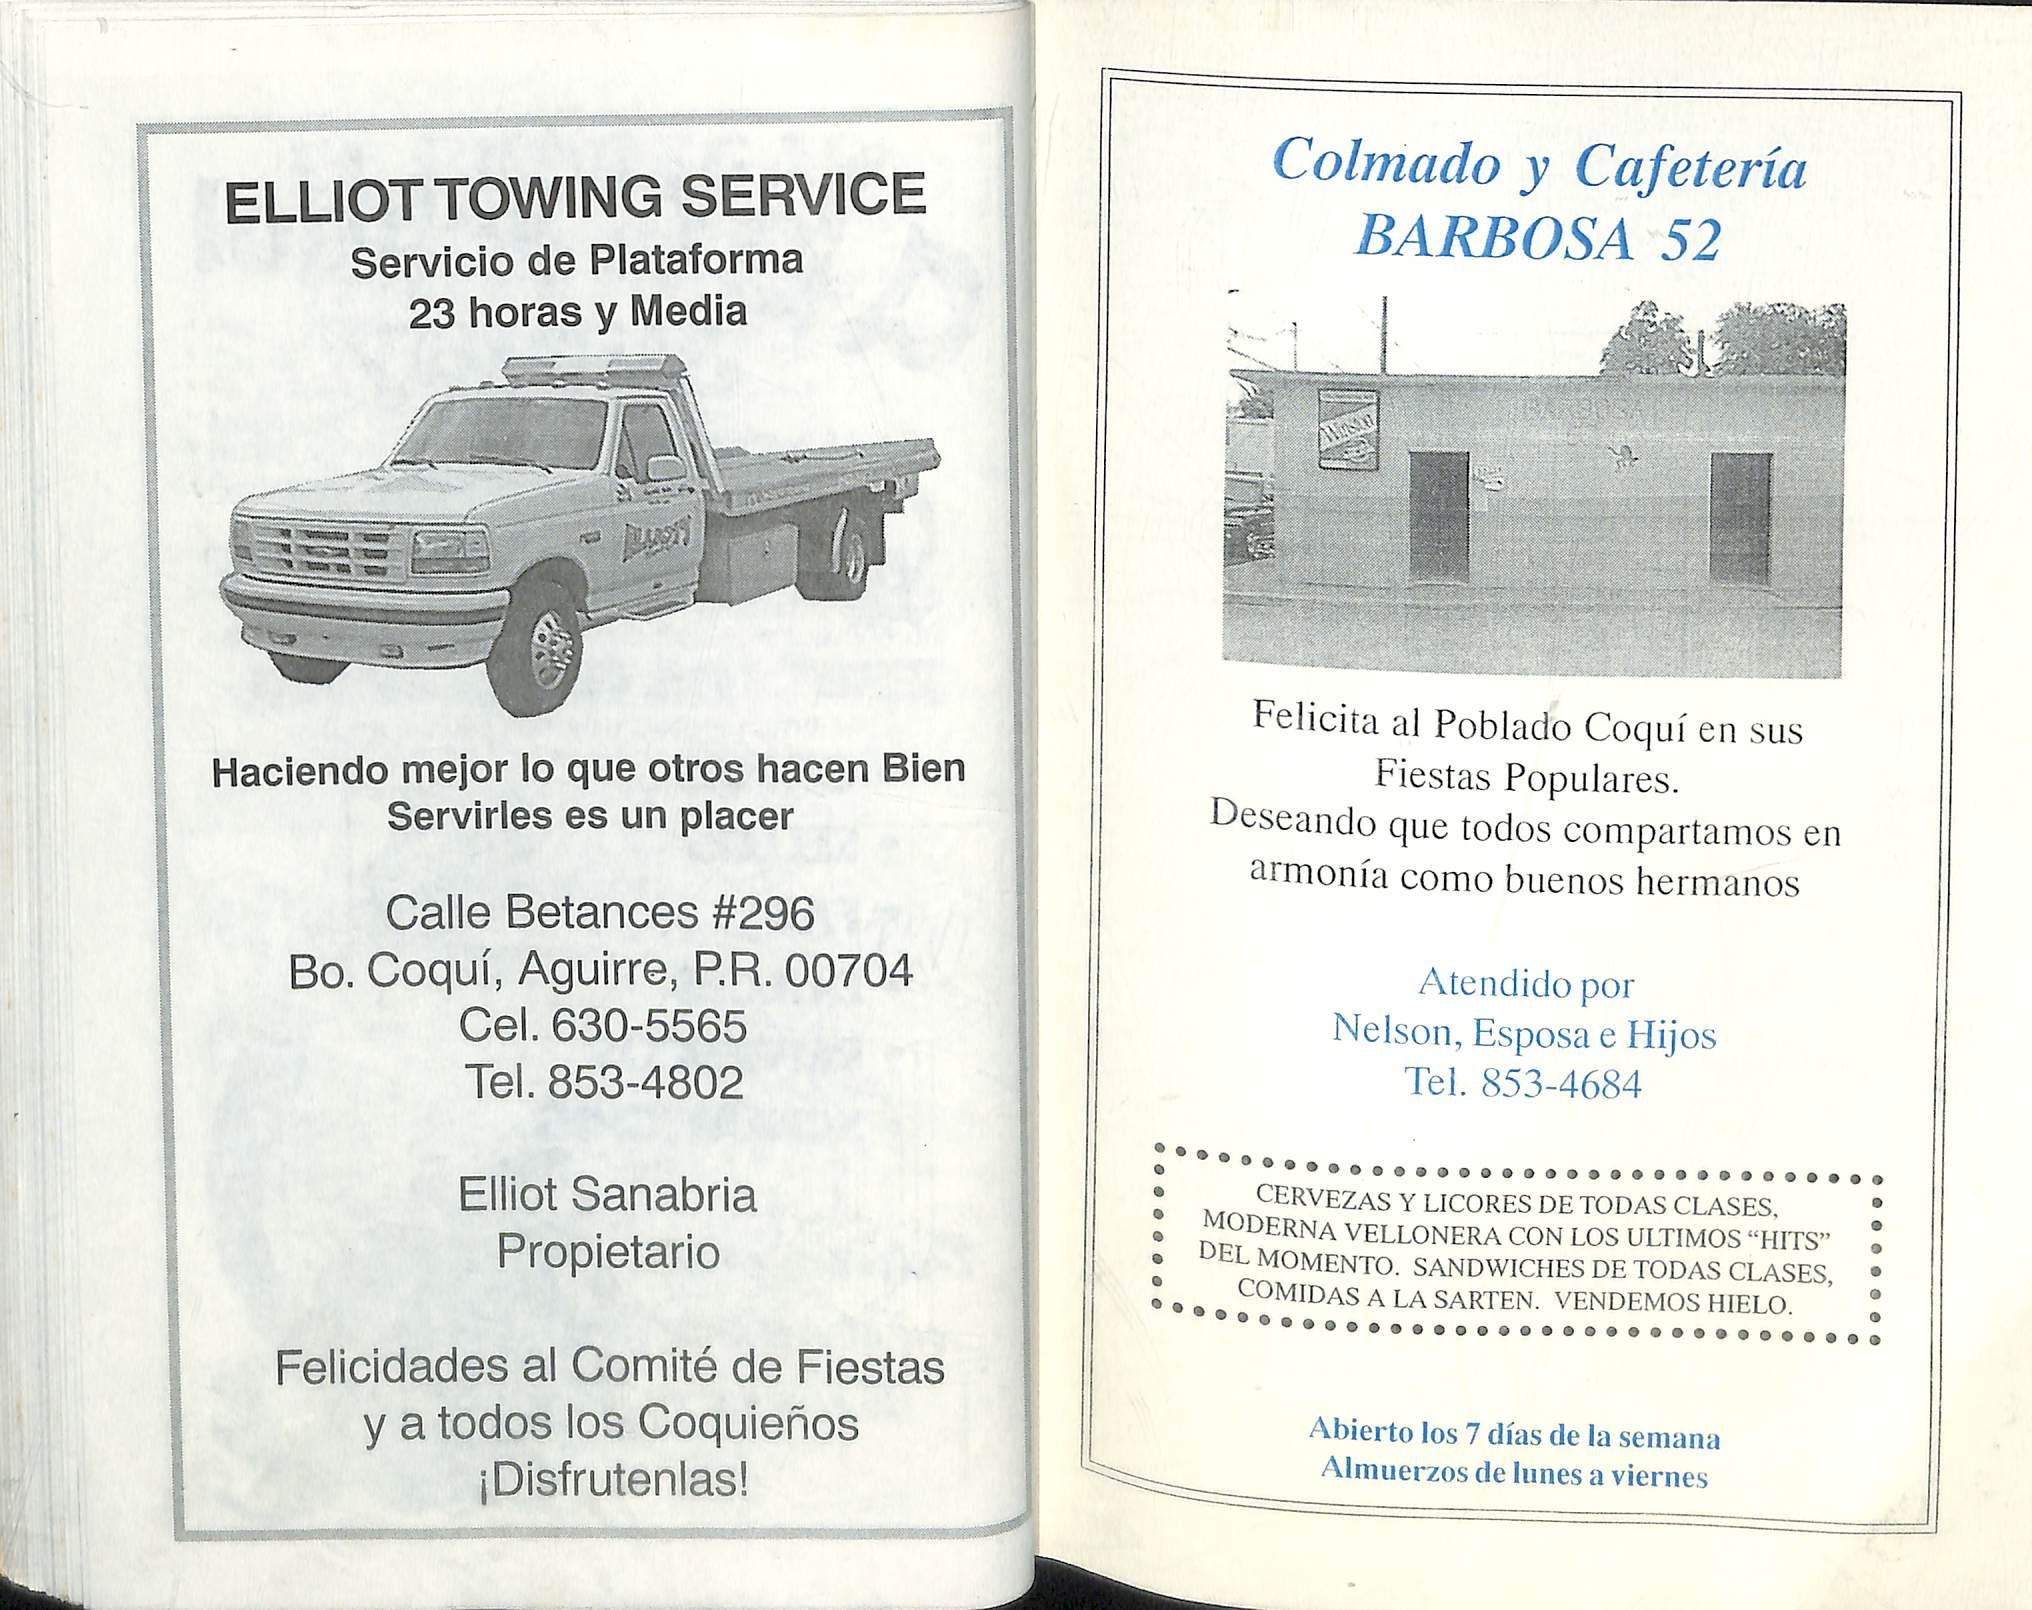 ELLIOT TOWING SERVICE
Servicio de Plataforma
23 horas y Media
Haciendo mejor lo que otros hacen Bien
Servirles es un placer
Calle Betances #296
Bo. Coquí, Aguirre, P.R. 00704
Cel. 630-5565
Tel. 853-4802
Elliot Sanabria
Propietario
Felicidades al Comité de Fiestas
y a todos los Coquieños
¡Disfrutenlas!
Colmado y Cafetería
BARBOSA 52
BARBOSA
Winston
Felicita al Poblado Coquí en sus
Fiestas Populares.
Deseando que todos compartamos en
armonía como buenos hermanos
Atendido por
Nelson, Esposa e Hijos
Tel. 853-4684
CERVEZAS Y LICORES DE TODAS CLASES,
MODERNA VELLONERA CON LOS ULTIMOS “HITS”
DEL MOMENTO. SANDWICHES DE TODAS CLASES,
COMIDAS A LA SARTEN. VENDEMOS HIELO.
Abierto los 7 días de la semana
Almuerzos de lunes a viernes